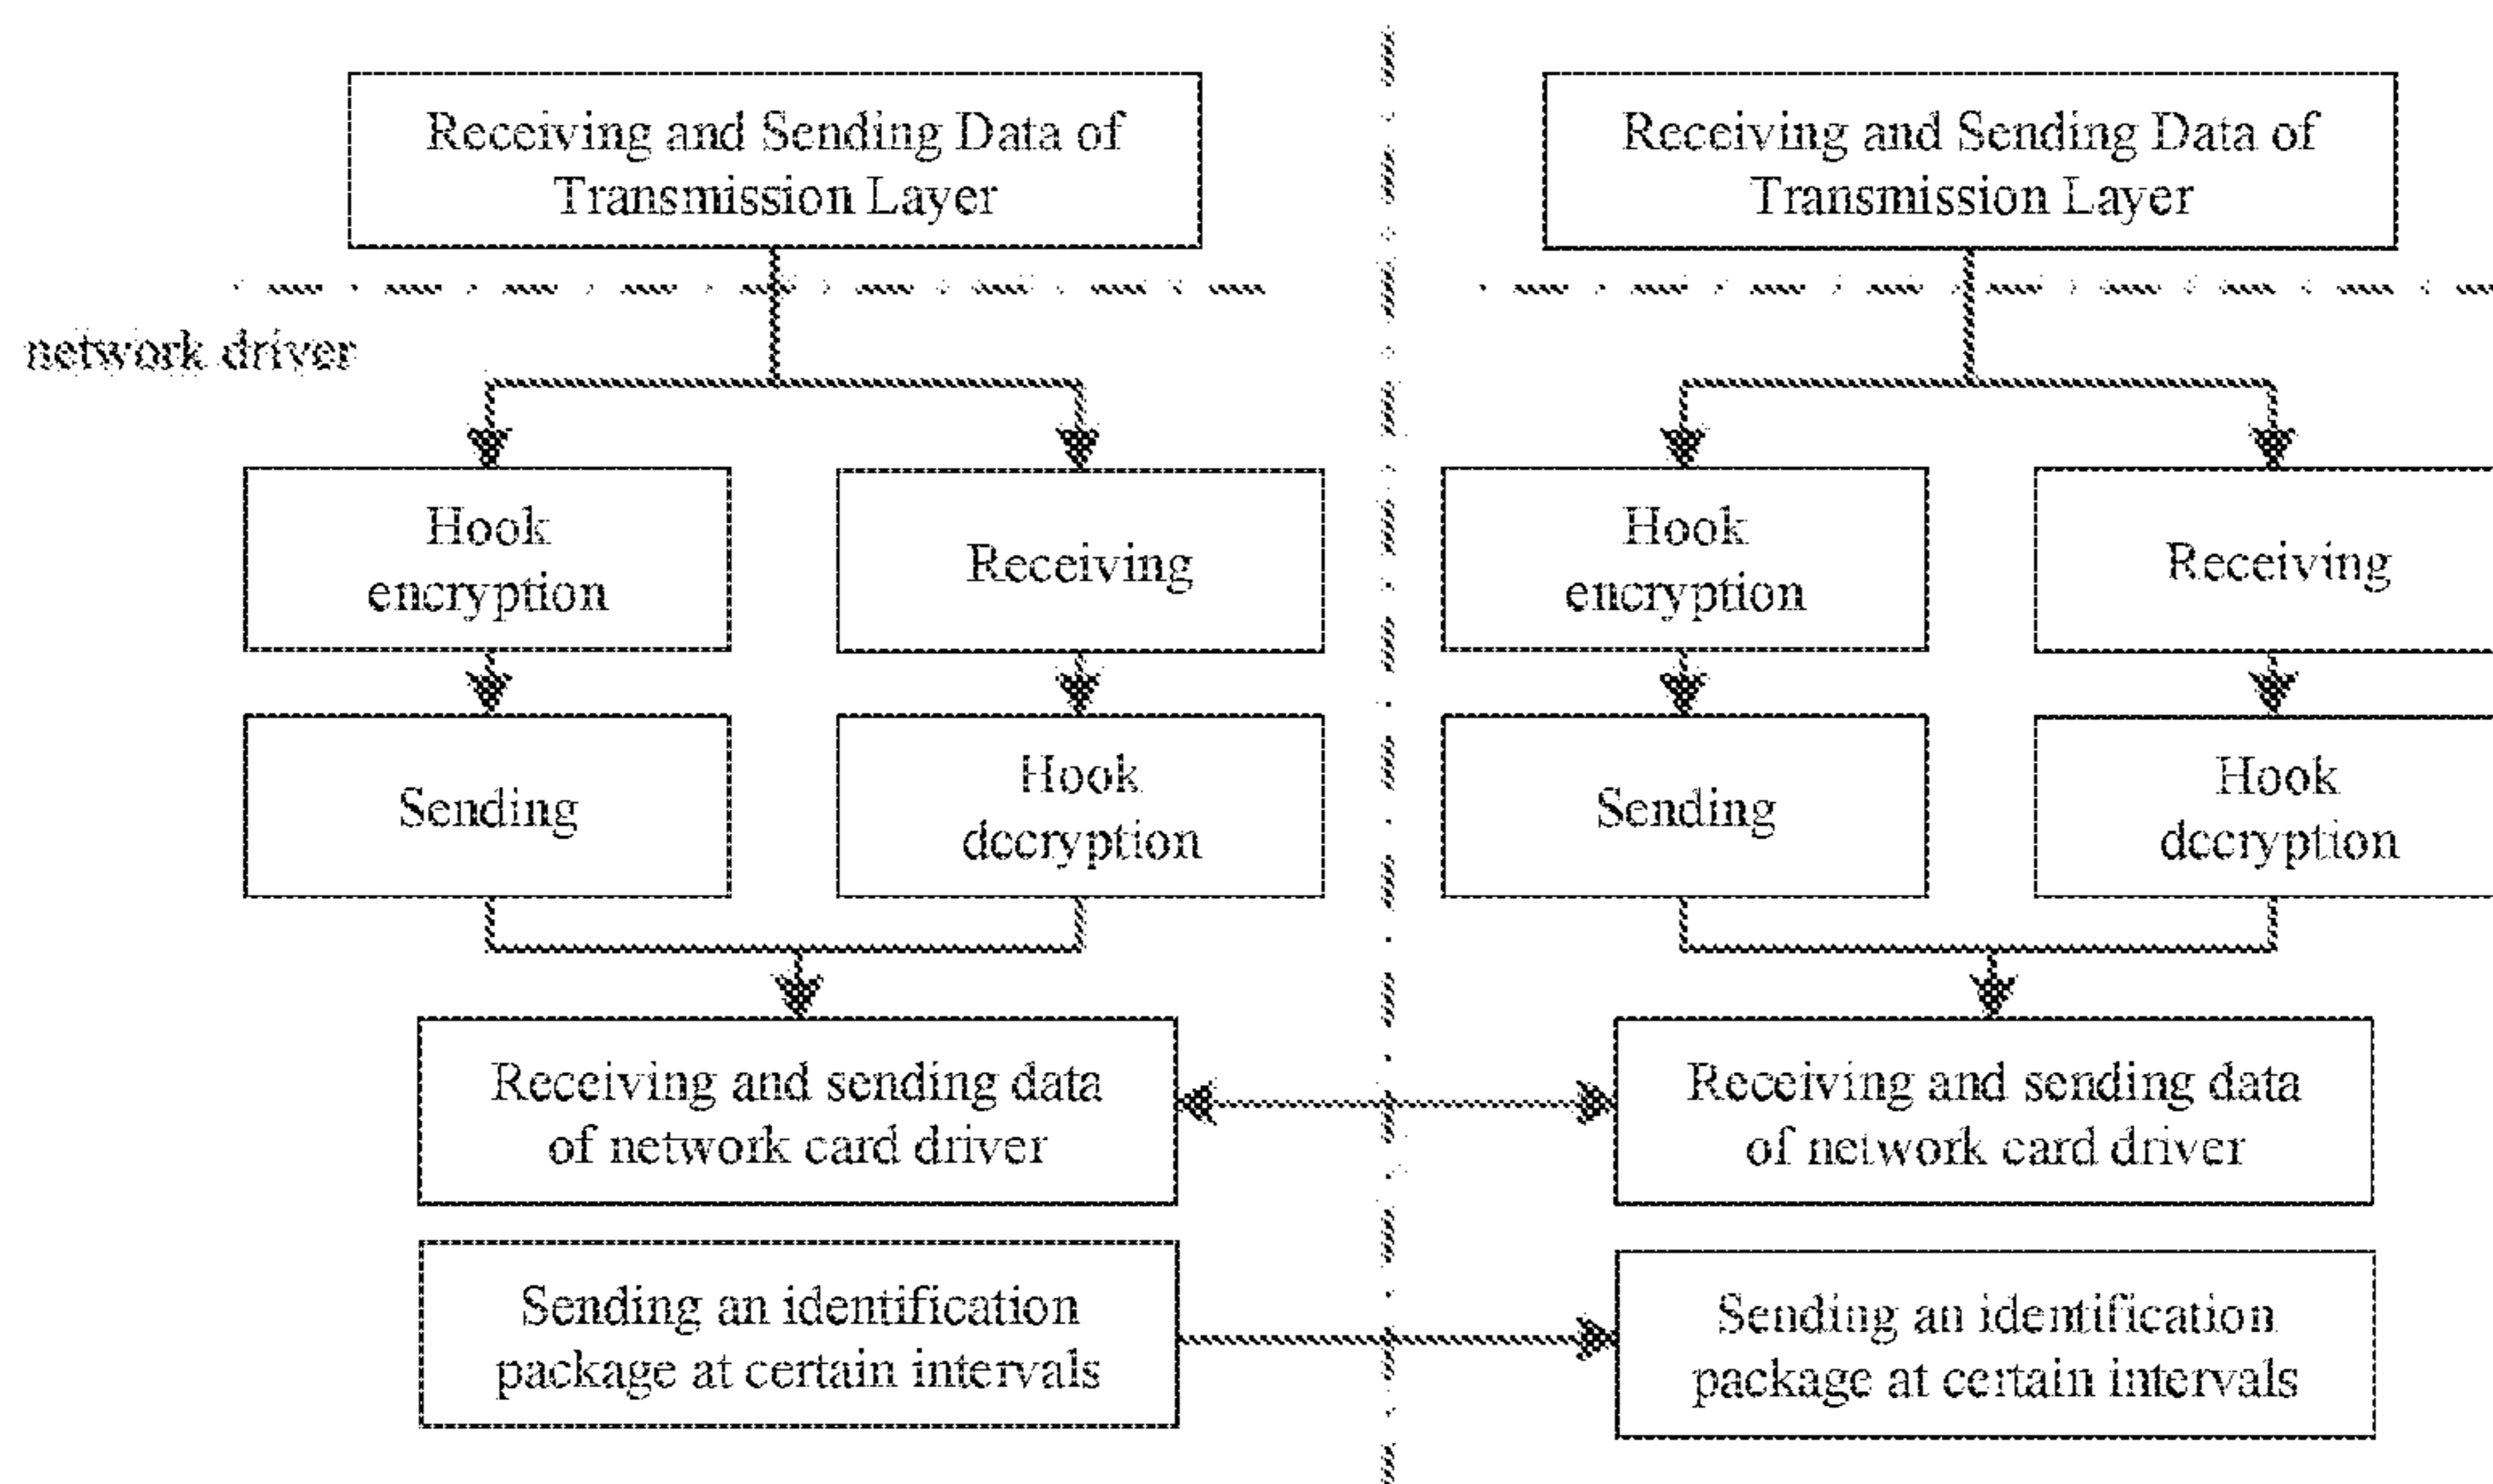 Receiving and Sending Data of
Transmission Layer
network driver
Hook
encryption
Receiving
Sending
Hook
decryption
Receiving and sending data
of network card driver
Sending an identification
package at certain intervals
Receiving and Sending Data of
Transmission Layer
Hook
encryption
Receiving
Sending
Hook
decryption
Receiving and sending data
of network card driver
Sending an identification
package at certain intervals